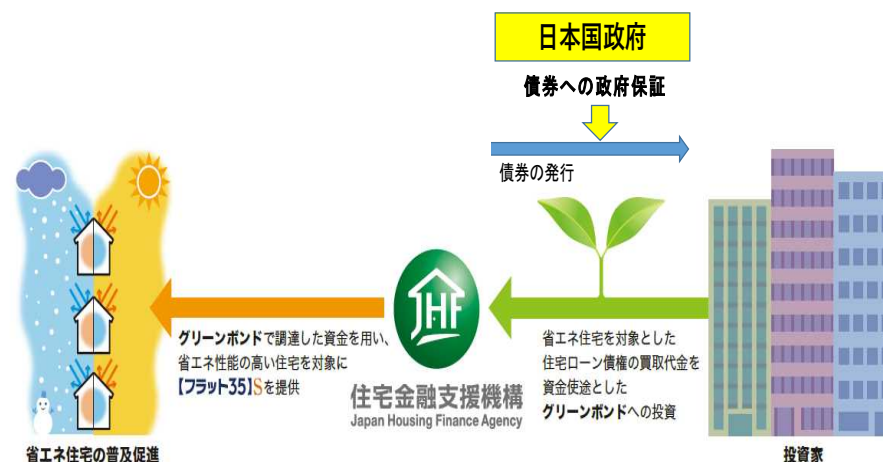 日本国政府
債券への政府保証
債券の発行
グリーンボンドで調達した資金を用い、
省エネ性能の高い住宅を対象に
【フラット35】Sを提供
JHF
住宅金融支援機構
Japan Housing Finance Agency
省エネ住宅を対象とした
住宅ローン債権の買取代金を
資金使途とした
グリーンボンドへの投資
省エネ住宅の普及促進
投資家